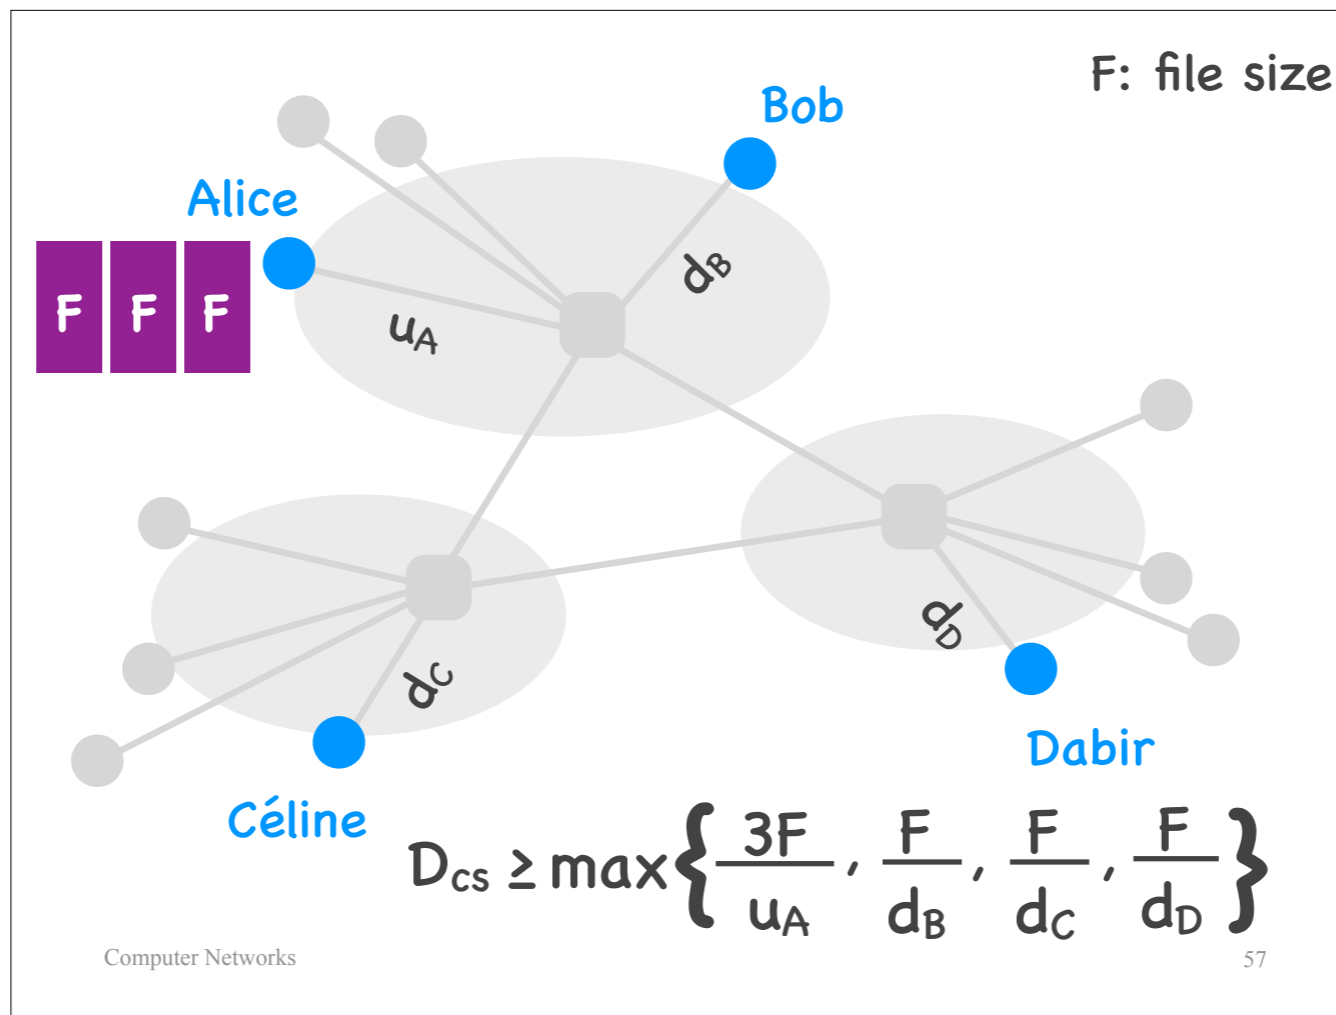 F: file size
Bob
Alice
F F F
dB
uA
dD
dC
Dabir
Céline
Dcs ≥ max{ 3F/uA , F/dB , F/dC , F/dD }
Computer Networks
57